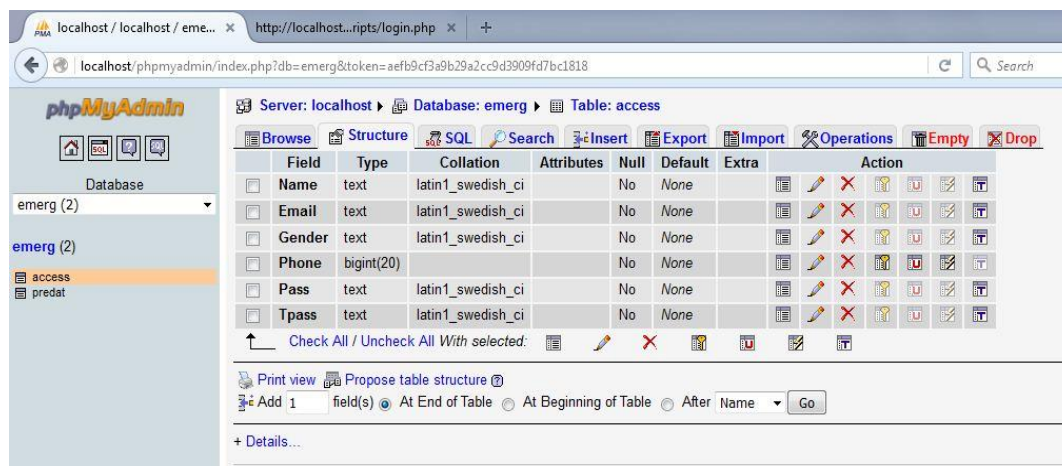 localhost / localhost / eme... × http://localhost...ripts/login.php × +
localhost/phpmyadmin/index.php?db=emerg&token=aefb9cf3a9b29a2cc9d3909fd7bc1818 Search
phpMyAdmin
Database
emerg (2)
emerg (2)
access
predat
Server: localhost ▸ Database: emerg ▸ Table: access
Browse Structure SQL Search Insert Export Import Operations Empty Drop
Field Type Collation Attributes Null Default Extra Action
Name text latin1_swedish_ci No None
Email text latin1_swedish_ci No None
Gender text latin1_swedish_ci No None
Phone bigint(20) No None
Pass text latin1_swedish_ci No None
Tpass text latin1_swedish_ci No None
Check All / Uncheck All With selected:
Print view Propose table structure
Add 1 field(s) At End of Table At Beginning of Table After Name Go
+ Details...